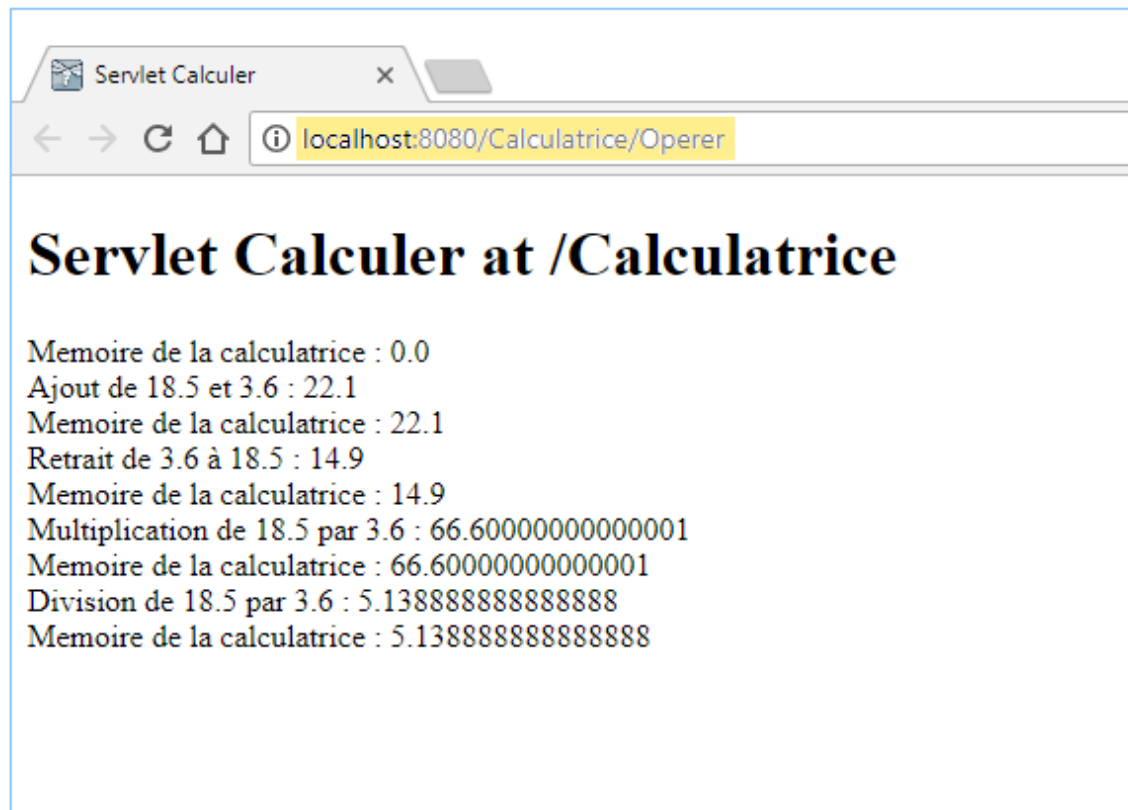 Servlet Calculer
localhost:8080/Calculatrice/Operer
Servlet Calculer at /Calculatrice
Memoire de la calculatrice : 0.0
Ajout de 18.5 et 3.6 : 22.1
Memoire de la calculatrice : 22.1
Retrait de 3.6 à 18.5 : 14.9
Memoire de la calculatrice : 14.9
Multiplication de 18.5 par 3.6 : 66.60000000000001
Memoire de la calculatrice : 66.60000000000001
Division de 18.5 par 3.6 : 5.138888888888888
Memoire de la calculatrice : 5.138888888888888